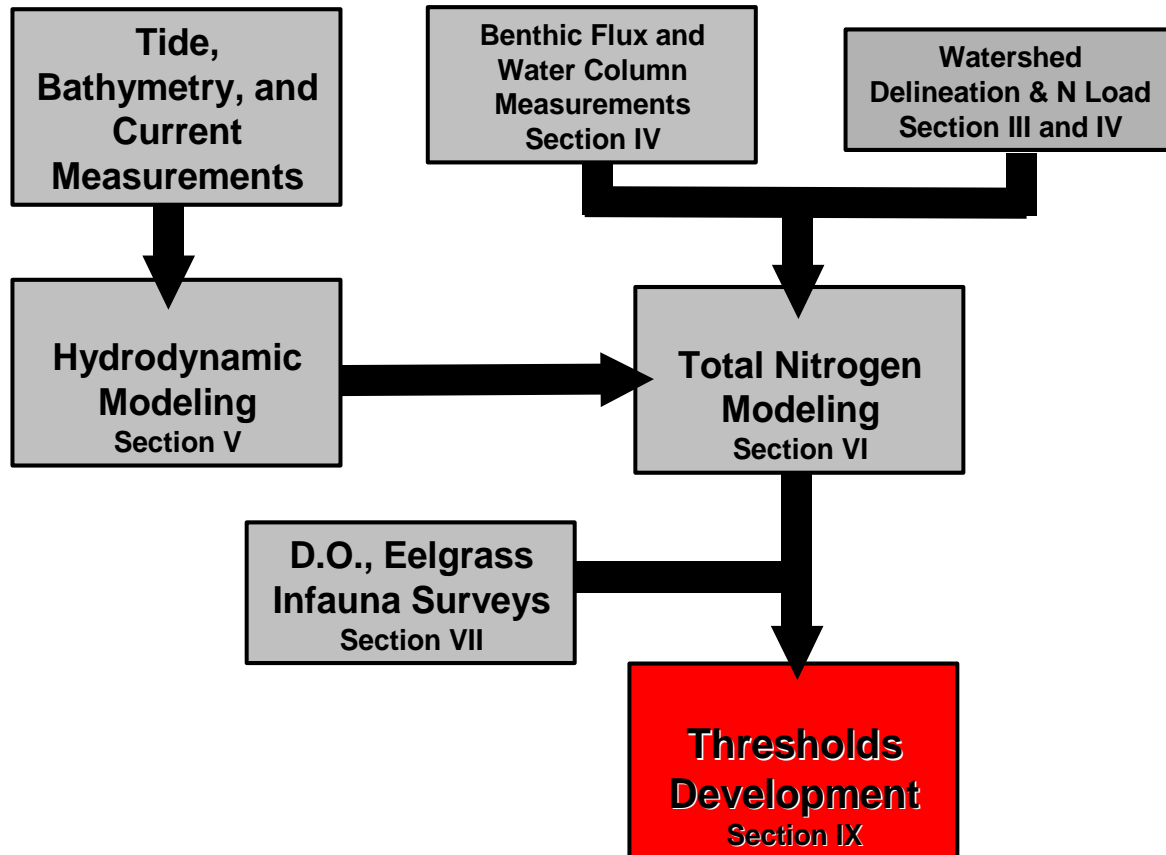 Tide,
Bathymetry, and
Current
Measurements
Benthic Flux and
Water Column
Measurements
Section IV
Watershed
Delineation & N Load
Section III and IV
Hydrodynamic
Modeling
Section V
Total Nitrogen
Modeling
Section VI
D.O., Eelgrass
Infauna Surveys
Section VII
Thresholds
Development
Section IX